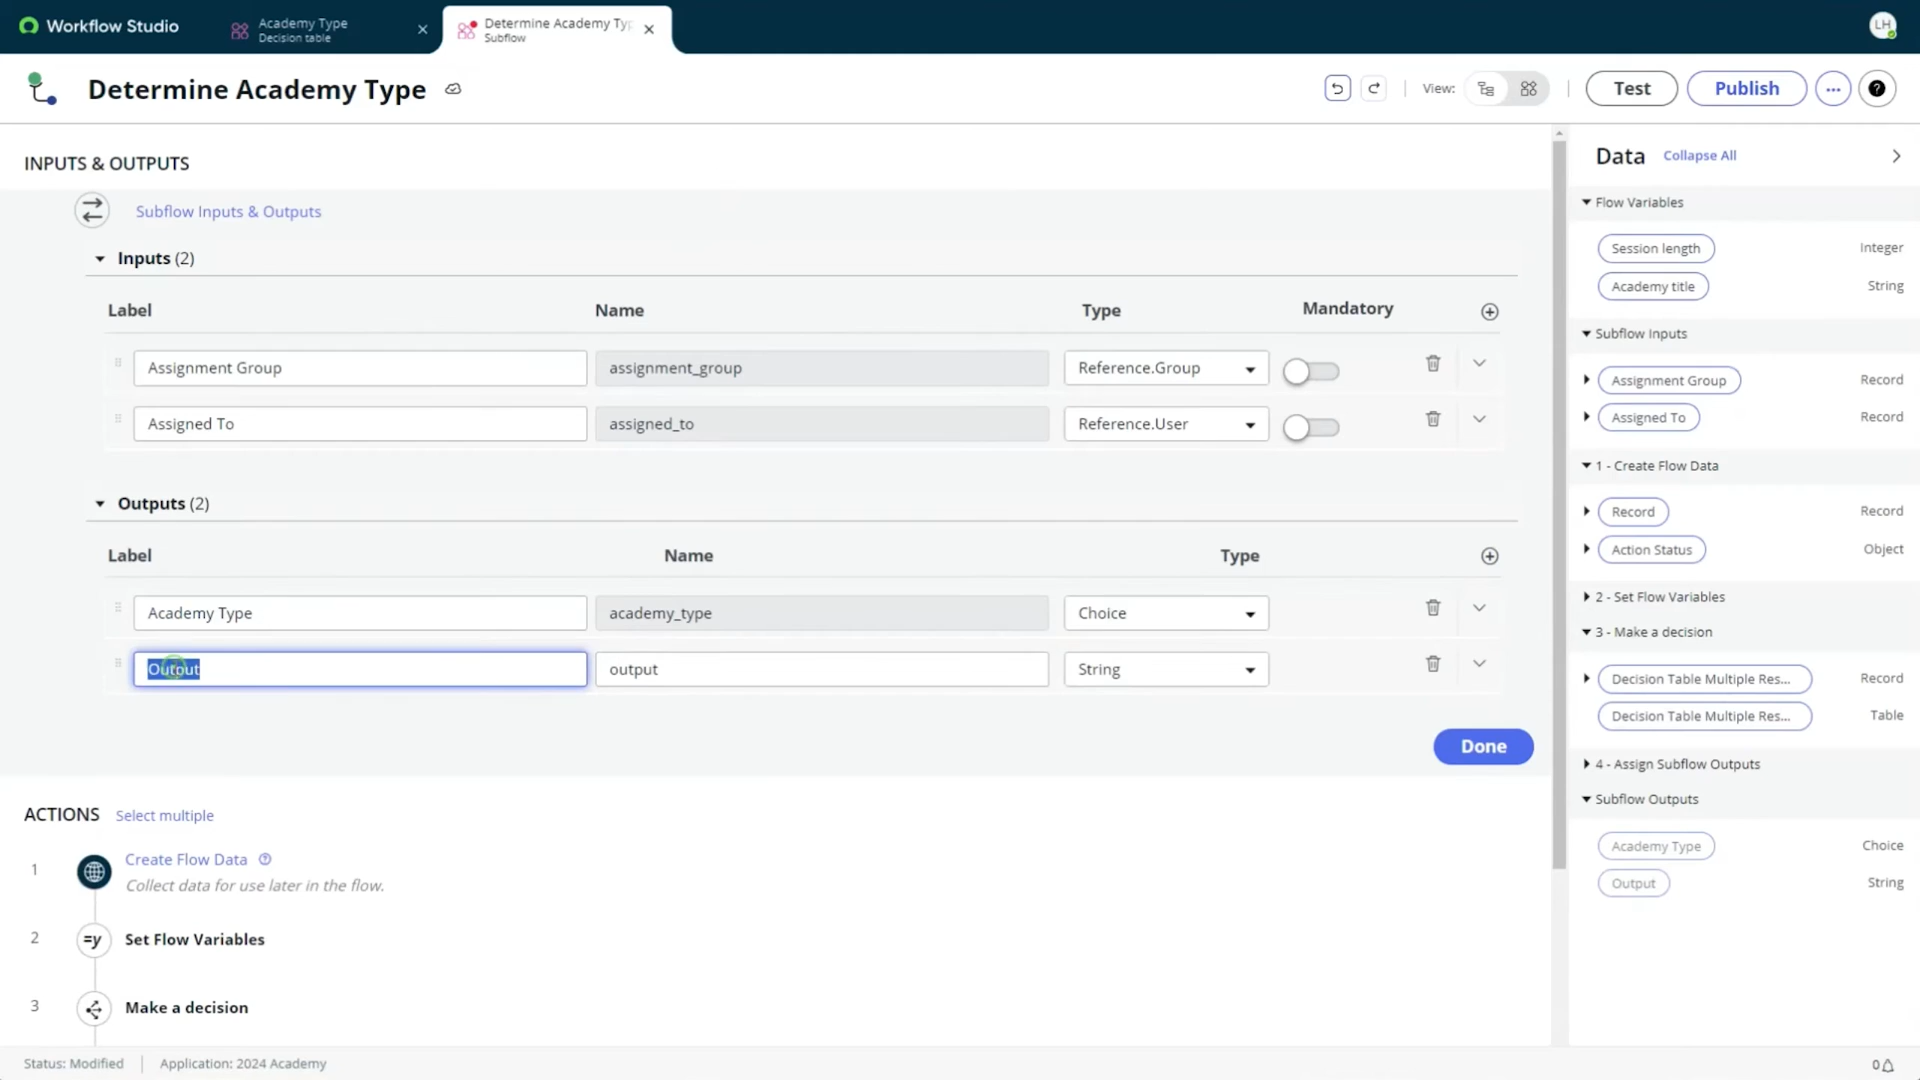 Workflow Studio
Academy Type
Decision table
Determine Academy Typ
Subflow
LH
Determine Academy Type
View:
Test
Publish
INPUTS & OUTPUTS
Subflow Inputs & Outputs
Inputs (2)
Label Name Type Mandatory
Assignment Group assignment_group Reference.Group
Assigned To assigned_to Reference.User
Outputs (2)
Label Name Type
Academy Type academy_type Choice
Output output String
Done
ACTIONS Select multiple
1 Create Flow Data
Collect data for use later in the flow.
2 =y Set Flow Variables
3 Make a decision
Data Collapse All
Flow Variables
Session length Integer
Academy title String
Subflow Inputs
Assignment Group Record
Assigned To Record
1 - Create Flow Data
Record Record
Action Status Object
2 - Set Flow Variables
3 - Make a decision
Decision Table Multiple Res... Record
Decision Table Multiple Res... Table
4 - Assign Subflow Outputs
Subflow Outputs
Academy Type Choice
Output String
Status: Modified Application: 2024 Academy
0